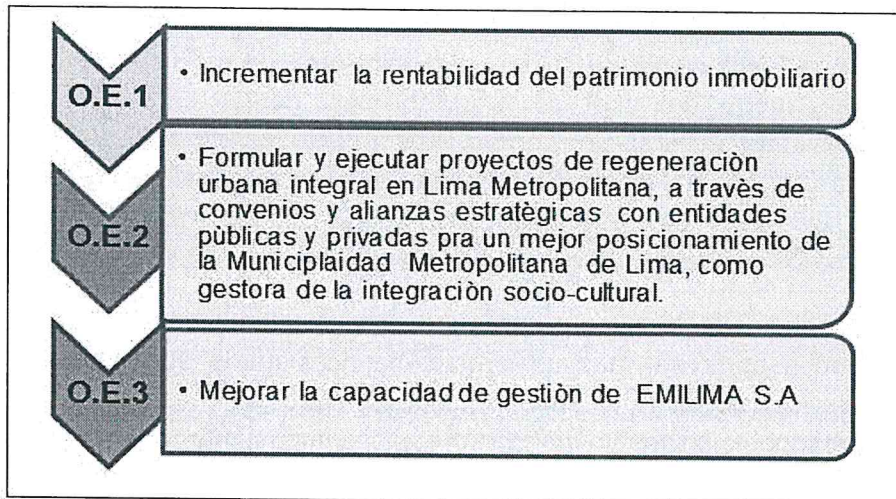 O.E.1
• Incrementar la rentabilidad del patrimonio inmobiliario
O.E.2
• Formular y ejecutar proyectos de regeneraciòn
urbana integral en Lima Metropolitana, a travès de
convenios y alianzas estratègicas con entidades
pùblicas y privadas pra un mejor posicionamiento de
la Municiplaidad Metropolitana de Lima, como
gestora de la integraciòn socio-cultural.
O.E.3
• Mejorar la capacidad de gestiòn de EMILIMA S.A